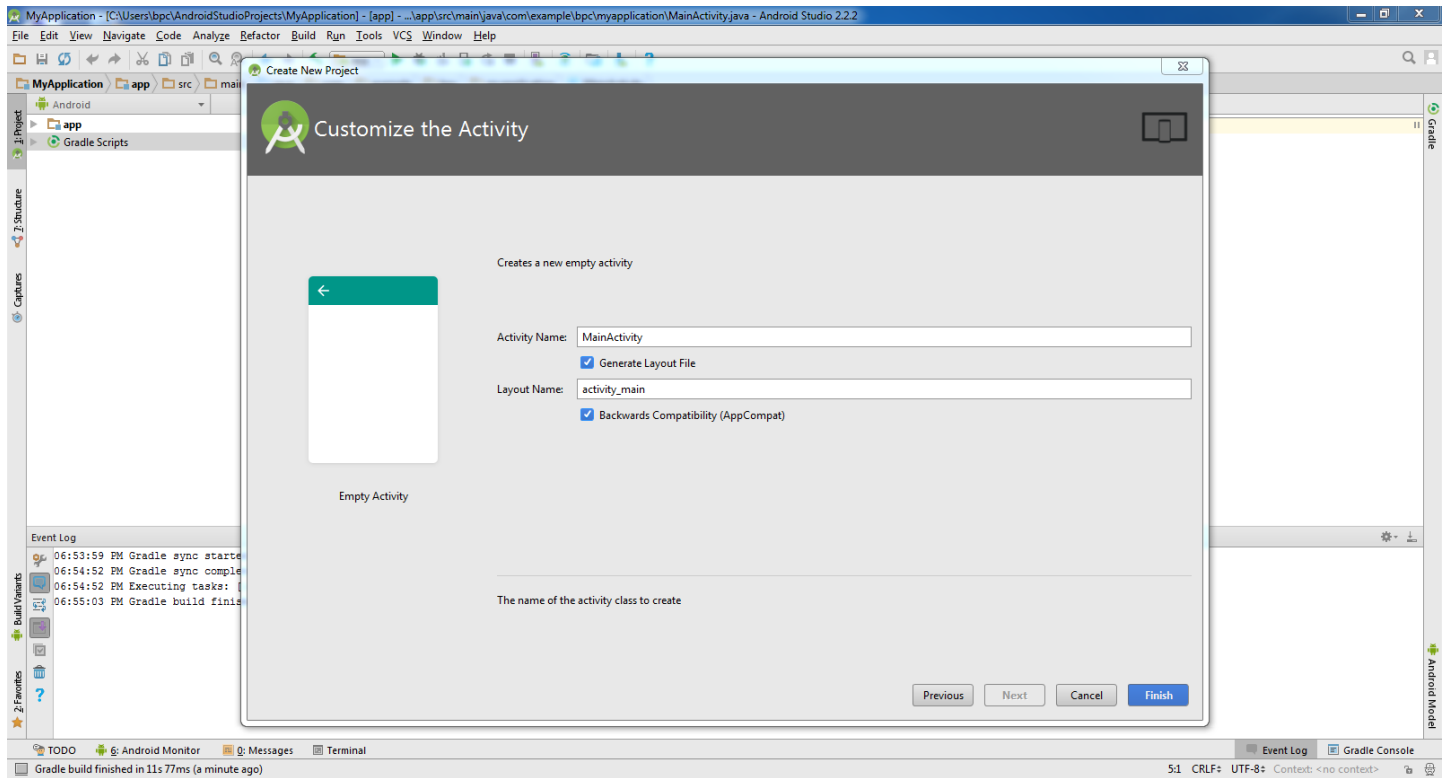 MyApplication - [C:\Users\bpc\AndroidStudioProjects\MyApplication] - [app] - ...\app\src\main\java\com\example\bpc\myapplication\MainActivity.java - Android Studio 2.2.2
File Edit View Navigate Code Analyze Refactor Build Run Tools VCS Window Help
MyApplication app src mai
Android
app
Gradle Scripts
1: Project
7: Structure
Captures
Build Variants
2: Favorites
Gradle
Android Model
Create New Project
Customize the Activity
Creates a new empty activity
Activity Name: MainActivity
Generate Layout File
Layout Name: activity_main
Backwards Compatibility (AppCompat)
Empty Activity
The name of the activity class to create
Previous Next Cancel Finish
Event Log
06:53:59 PM Gradle sync starte
06:54:52 PM Gradle sync comple
06:54:52 PM Executing tasks: [
06:55:03 PM Gradle build finis
TODO 6: Android Monitor 0: Messages Terminal Event Log Gradle Console
Gradle build finished in 11s 77ms (a minute ago) 5:1 CRLF UTF-8 Context: <no context>